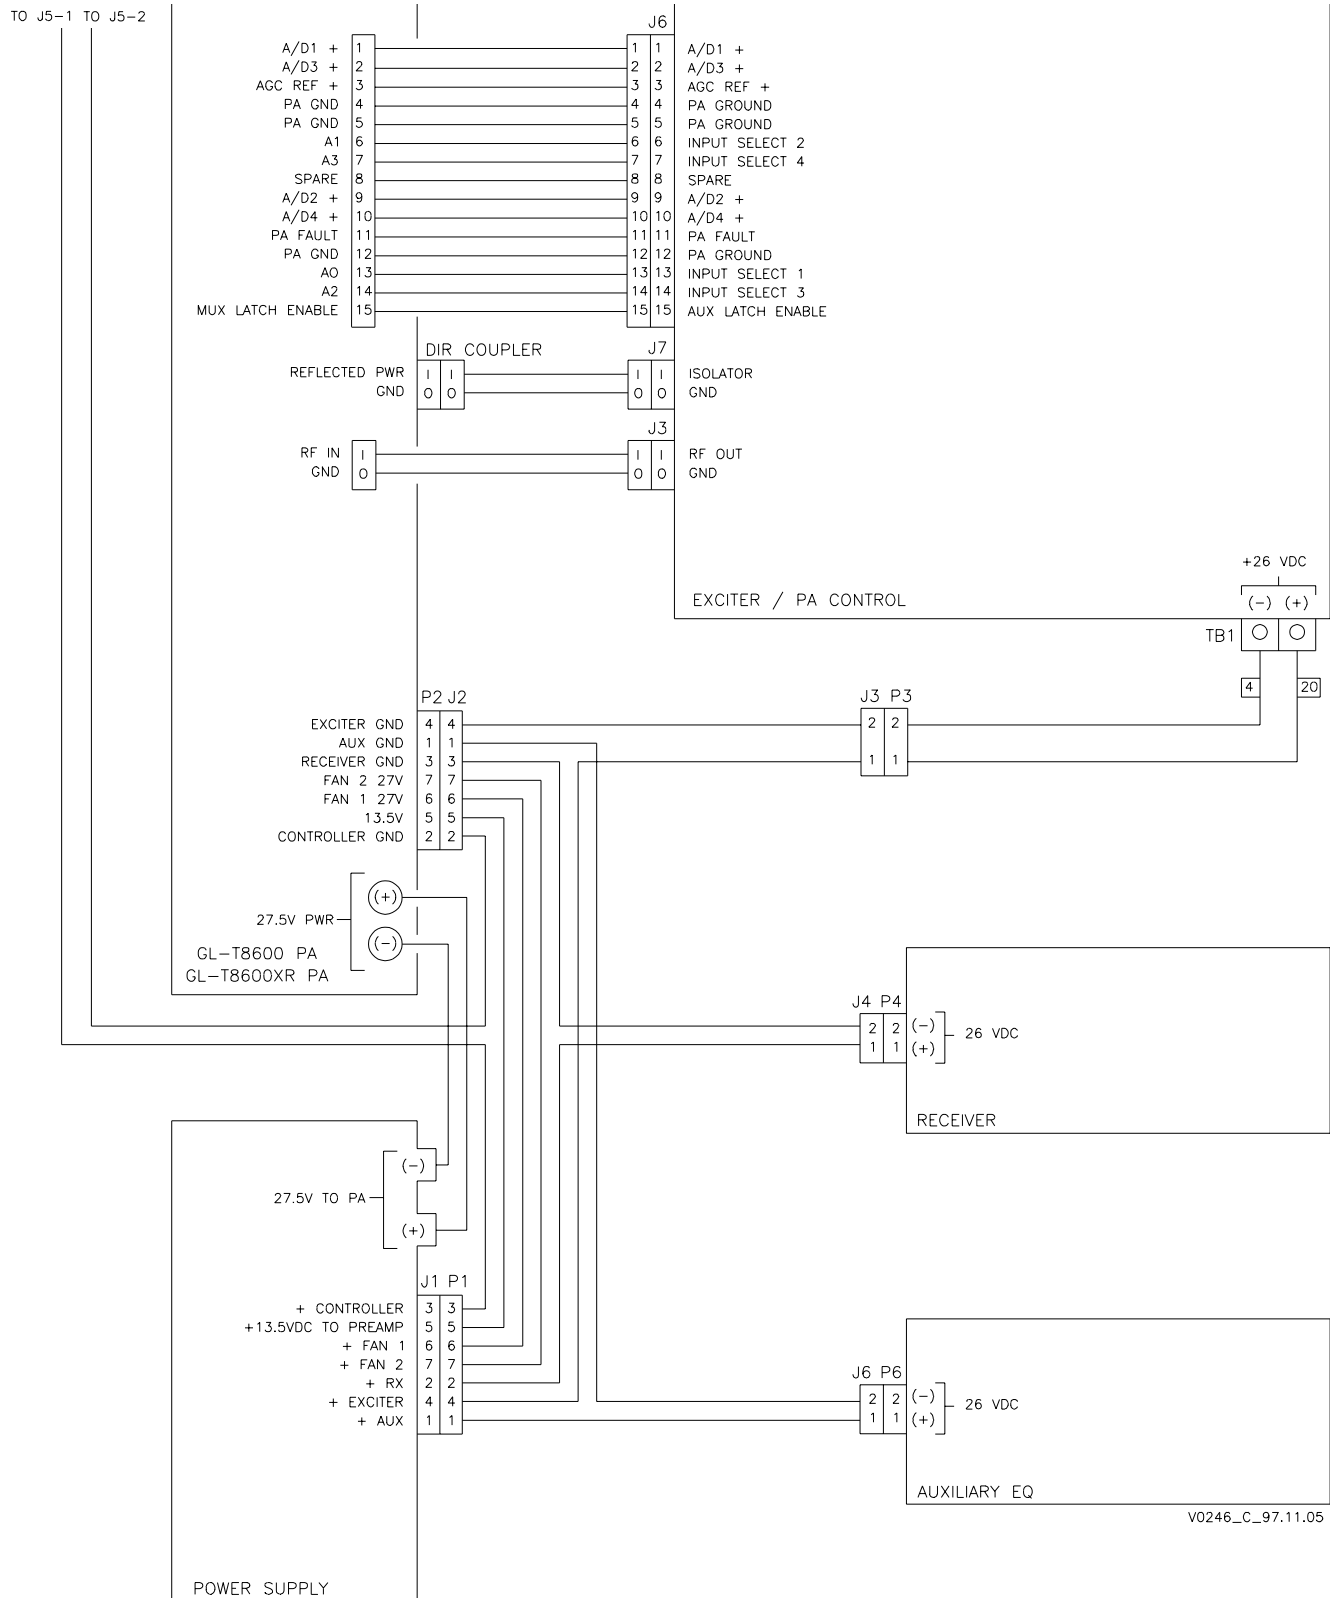 TO J5-1 TO J5-2
J6
A/D1 + 1 1 1 A/D1 +
A/D3 + 2 2 2 A/D3 +
AGC REF + 3 3 3 AGC REF +
PA GND 4 4 4 PA GROUND
PA GND 5 5 5 PA GROUND
A1 6 6 6 INPUT SELECT 2
A3 7 7 7 INPUT SELECT 4
SPARE 8 8 8 SPARE
A/D2 + 9 9 9 A/D2 +
A/D4 + 10 10 10 A/D4 +
PA FAULT 11 11 11 PA FAULT
PA GND 12 12 12 PA GROUND
A0 13 13 13 INPUT SELECT 1
A2 14 14 14 INPUT SELECT 3
MUX LATCH ENABLE 15 15 15 AUX LATCH ENABLE
DIR COUPLER J7
REFLECTED PWR I I I I ISOLATOR
GND O O O O GND
J3
RF IN I I I RF OUT
GND O O O GND
+26 VDC
EXCITER / PA CONTROL (-) (+)
TB1
4 20
P2 J2 J3 P3
EXCITER GND 4 4 2 2
AUX GND 1 1
RECEIVER GND 3 3 1 1
FAN 2 27V 7 7
FAN 1 27V 6 6
13.5V 5 5
CONTROLLER GND 2 2
(+)
27.5V PWR
(-)
GL-T8600 PA
GL-T8600XR PA
J4 P4
2 2 (-)
26 VDC
1 1 (+)
RECEIVER
(-)
27.5V TO PA
(+)
J1 P1
+ CONTROLLER 3 3
+13.5VDC TO PREAMP 5 5
+ FAN 1 6 6
+ FAN 2 7 7
+ RX 2 2
+ EXCITER 4 4
+ AUX 1 1
J6 P6
2 2 (-)
26 VDC
1 1 (+)
AUXILIARY EQ
V0246_C_97.11.05
POWER SUPPLY